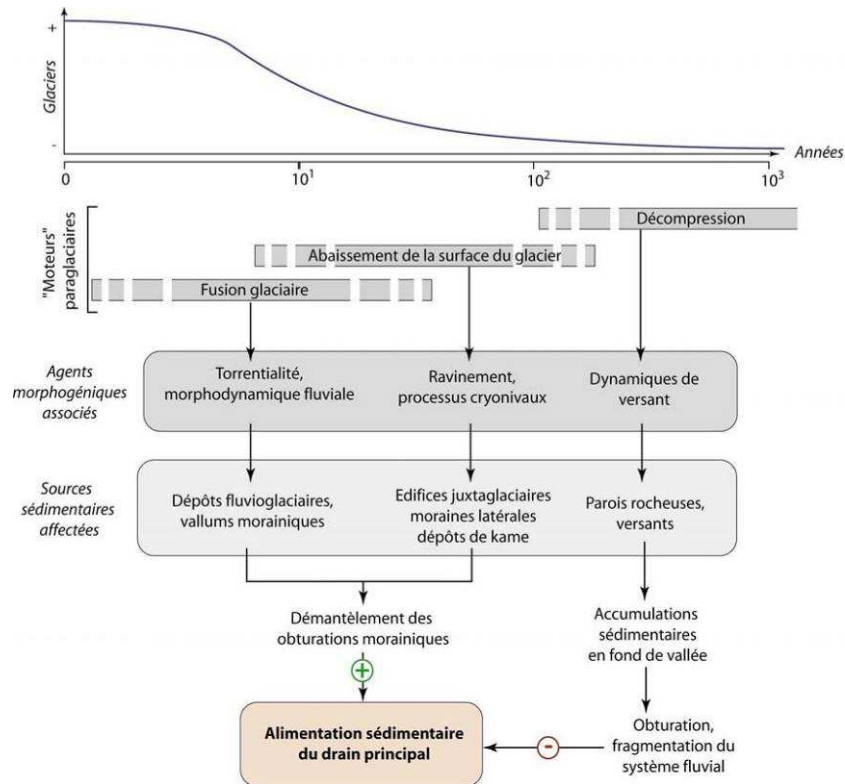 +
Glaciers
-
Années
0
10¹
10²
10³
"Moteurs"
paraglaciaires
Décompression
Abaissement de la surface du glacier
Fusion glaciaire
Agents
morphogéniques
associés
Torrentialité,
morphodynamique fluviale
Ravinement,
processus cryonivaux
Dynamiques de
versant
Sources
sédimentaires
affectées
Dépôts fluvioglaciaires,
vallums morainiques
Edifices juxtaglaciaires
moraines latérales
dépôts de kame
Parois rocheuses,
versants
Démantèlement des
obturations morainiques
Accumulations
sédimentaires
en fond de vallée
+
Alimentation sédimentaire
du drain principal
-
Obturation,
fragmentation du
système fluvial